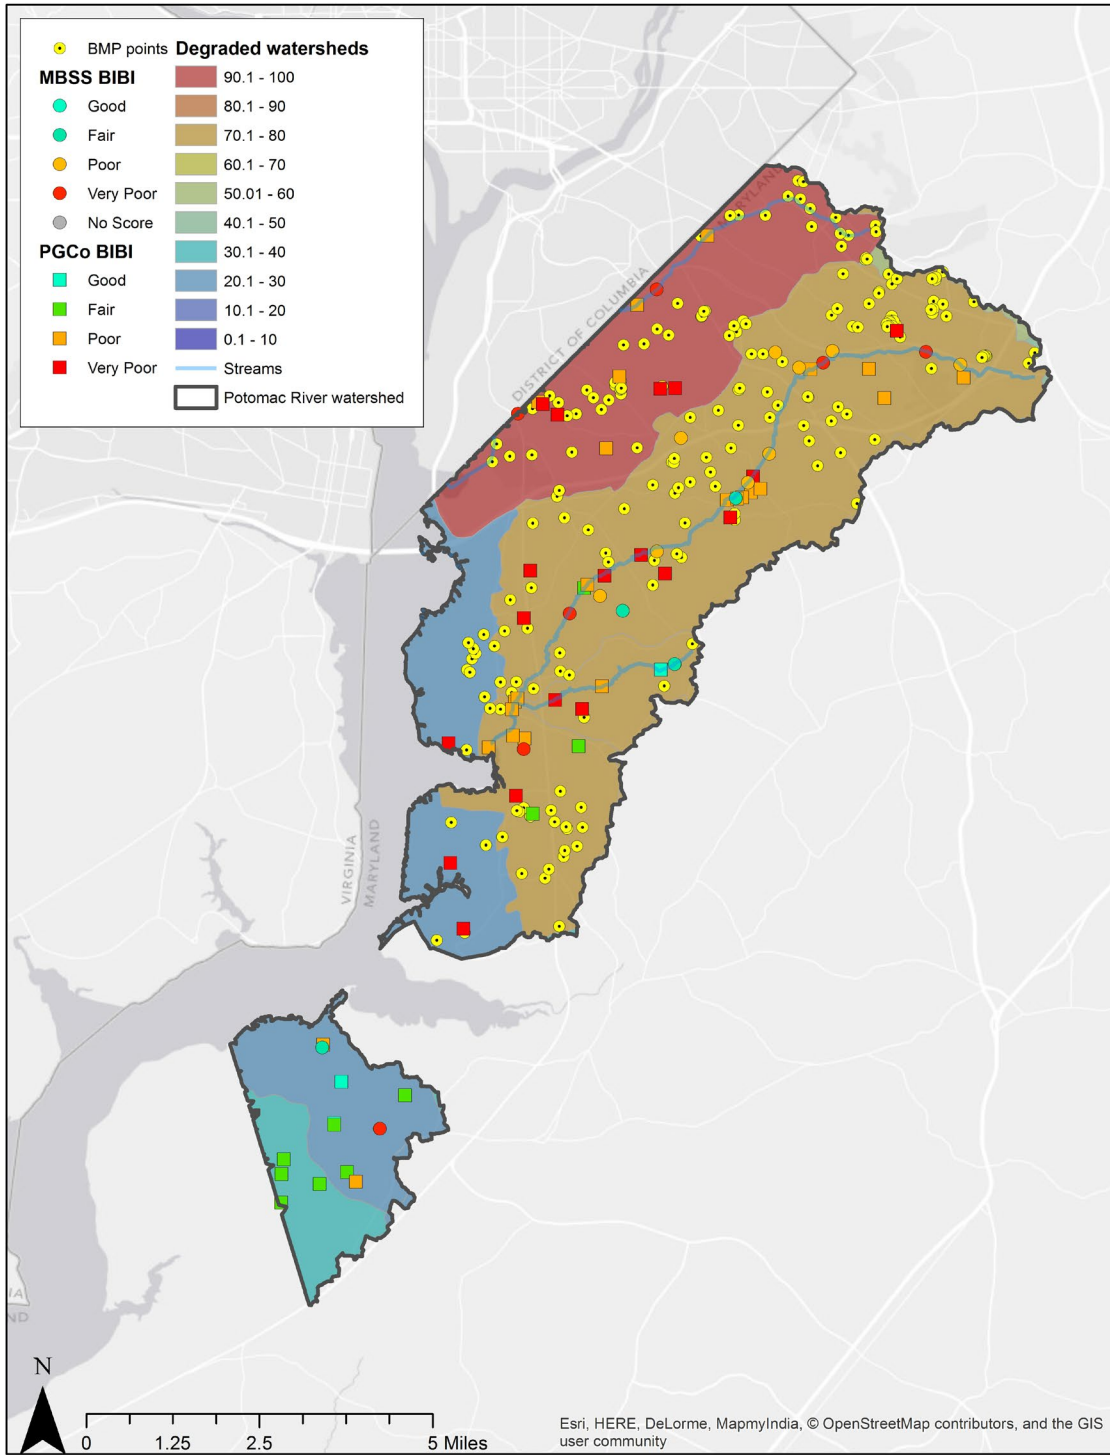 BMP points
MBSS BIBI
Good
Fair
Poor
Very Poor
No Score
PGCo BIBI
Good
Fair
Poor
Very Poor
Degraded watersheds
90.1 - 100
80.1 - 90
70.1 - 80
60.1 - 70
50.01 - 60
40.1 - 50
30.1 - 40
20.1 - 30
10.1 - 20
0.1 - 10
Streams
Potomac River watershed
MARYLAND
DISTRICT OF COLUMBIA
VIRGINIA
MARYLAND
IA
ND
N
0 1.25 2.5 5 Miles
Esri, HERE, DeLorme, MapmyIndia, © OpenStreetMap contributors, and the GIS
user community